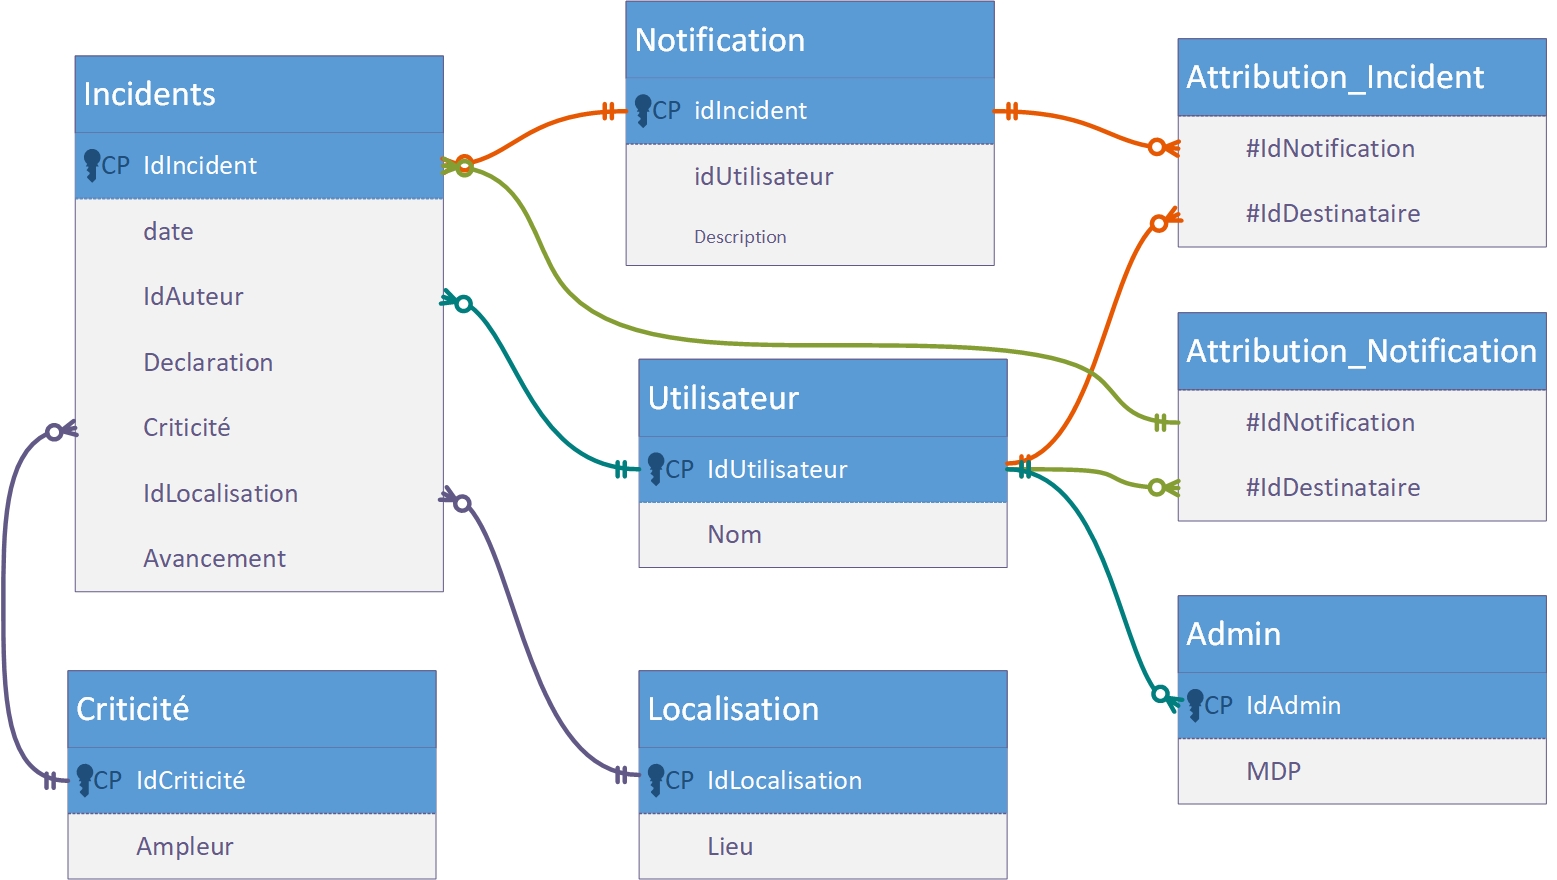 Incidents
CP IdIncident
date
IdAuteur
Declaration
Criticité
IdLocalisation
Avancement
Notification
CP idIncident
idUtilisateur
Description
Attribution_Incident
#IdNotification
#IdDestinataire
Utilisateur
CP IdUtilisateur
Nom
Attribution_Notification
#IdNotification
#IdDestinataire
Criticité
CP IdCriticité
Ampleur
Localisation
CP IdLocalisation
Lieu
Admin
CP IdAdmin
MDP